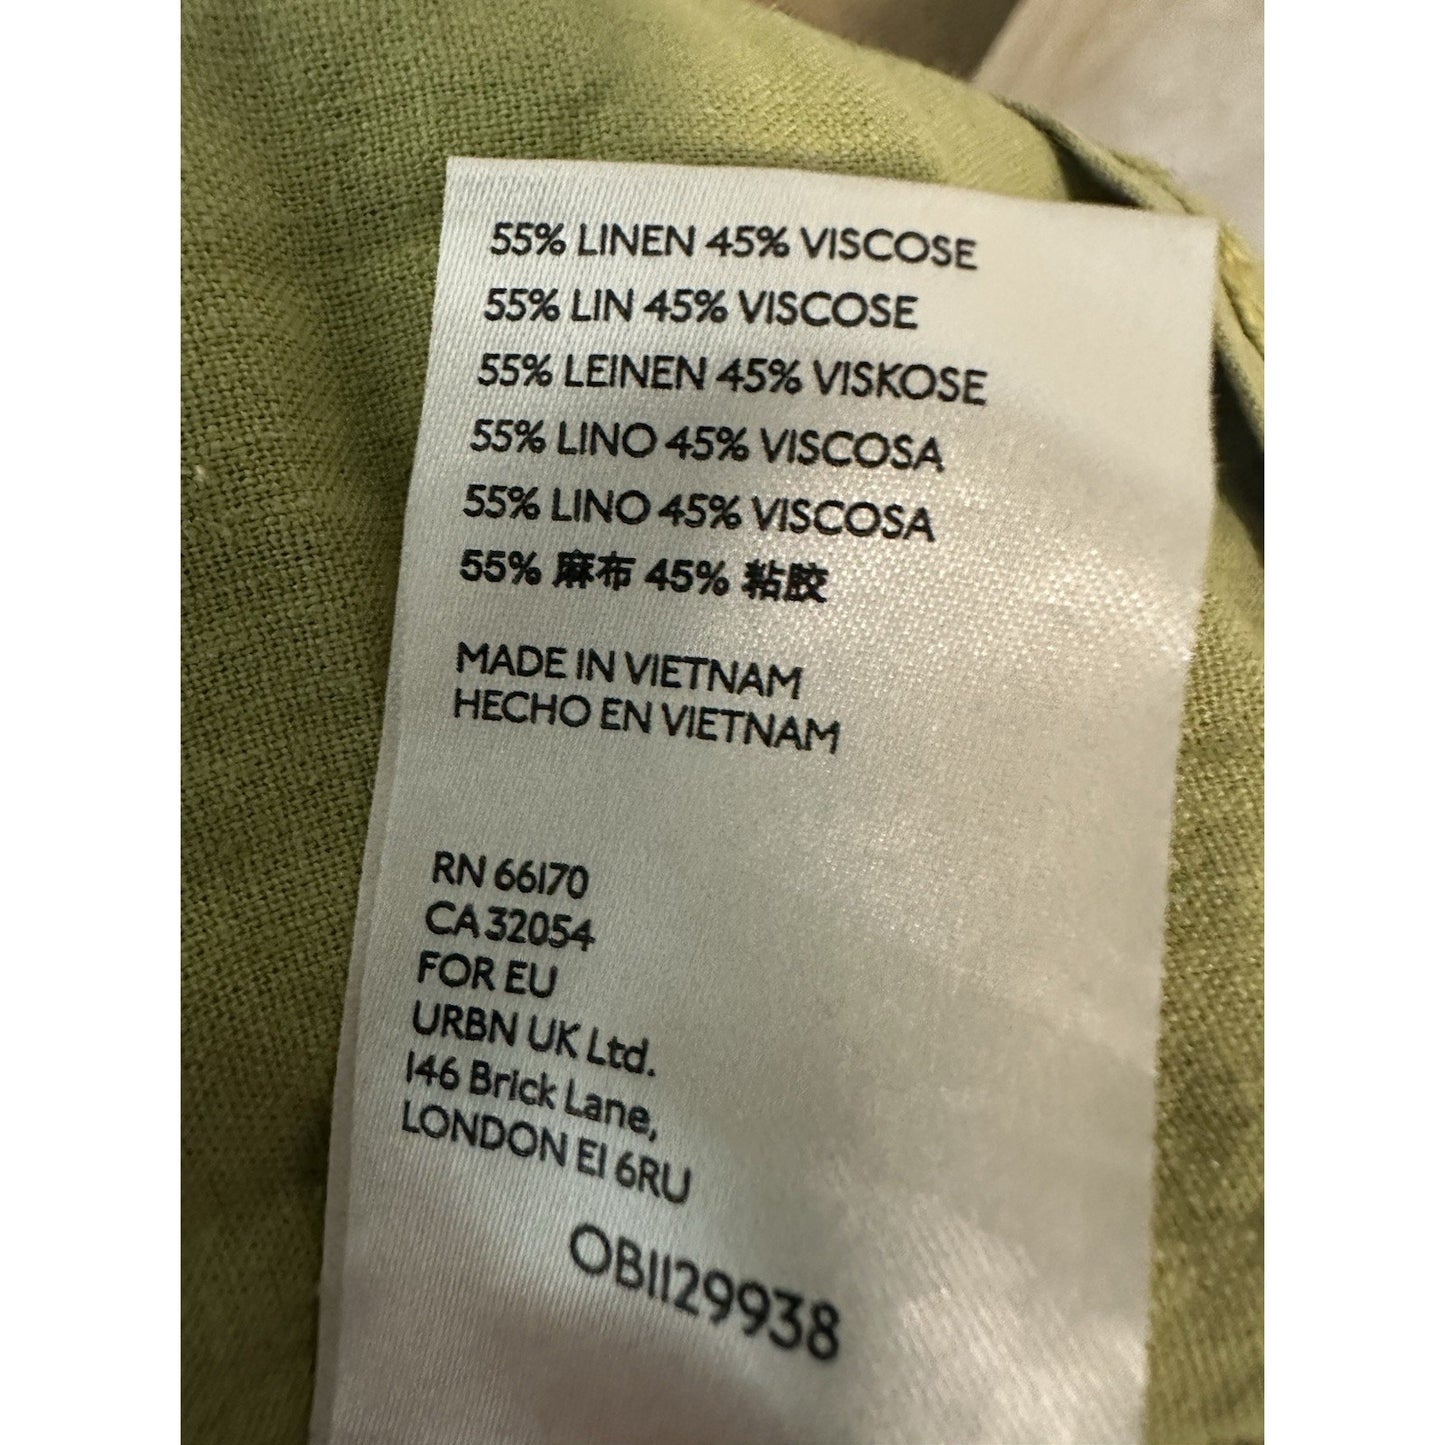 55% LINEN 45% VISCOSE
55% LIN 45% VISCOSE
55% LEINEN 45% VISKOSE
55% LINO 45% VISCOSA
55% LINO 45% VISCOSA
55% 麻布 45% 粘胶
MADE IN VIETNAM
HECHO EN VIETNAM
RN 66170
CA 32054
FOR EU
URBN UK Ltd.
146 Brick Lane,
LONDON E1 6RU
OB1129938